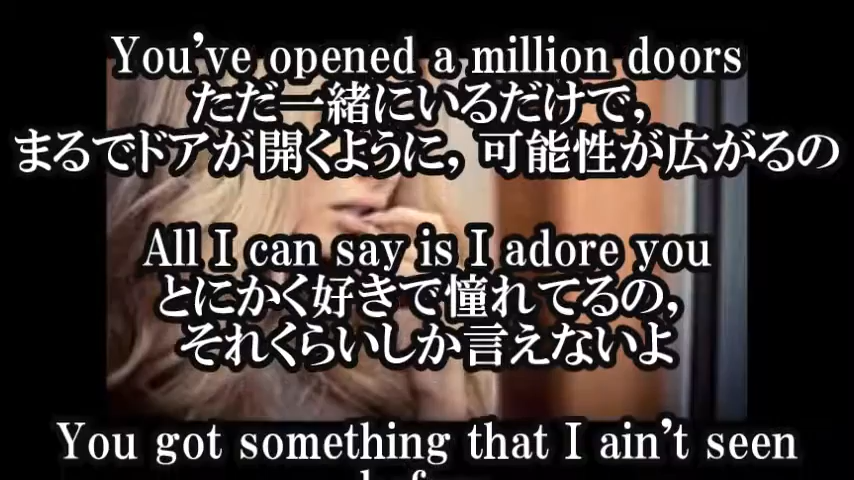 You've opened a million doors
ただ一緒にいるだけで,
まるでドアが開くように, 可能性が広がるの
All I can say is I adore you
とにかく好きで憧れてるの,
それくらいしか言えないよ
You got something that I ain't seen